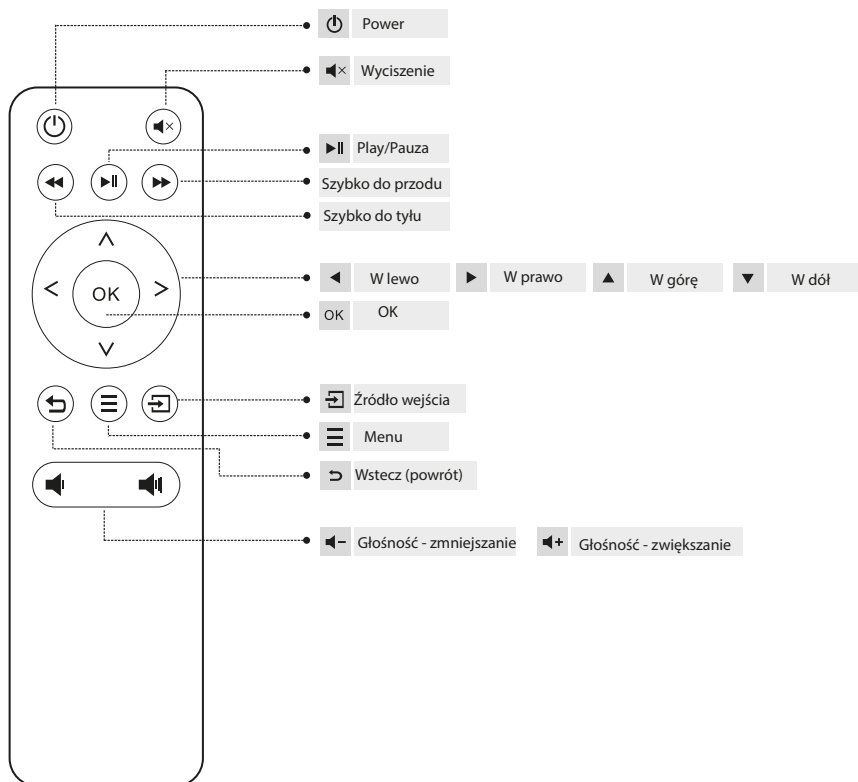 Power
Wyciszenie
Play/Pauza
Szybko do przodu
Szybko do tyłu
W lewo W prawo W górę W dół
OK
OK OK
Źródło wejścia
Menu
Wstecz (powrót)
Głośność - zmniejszanie Głośność - zwiększanie